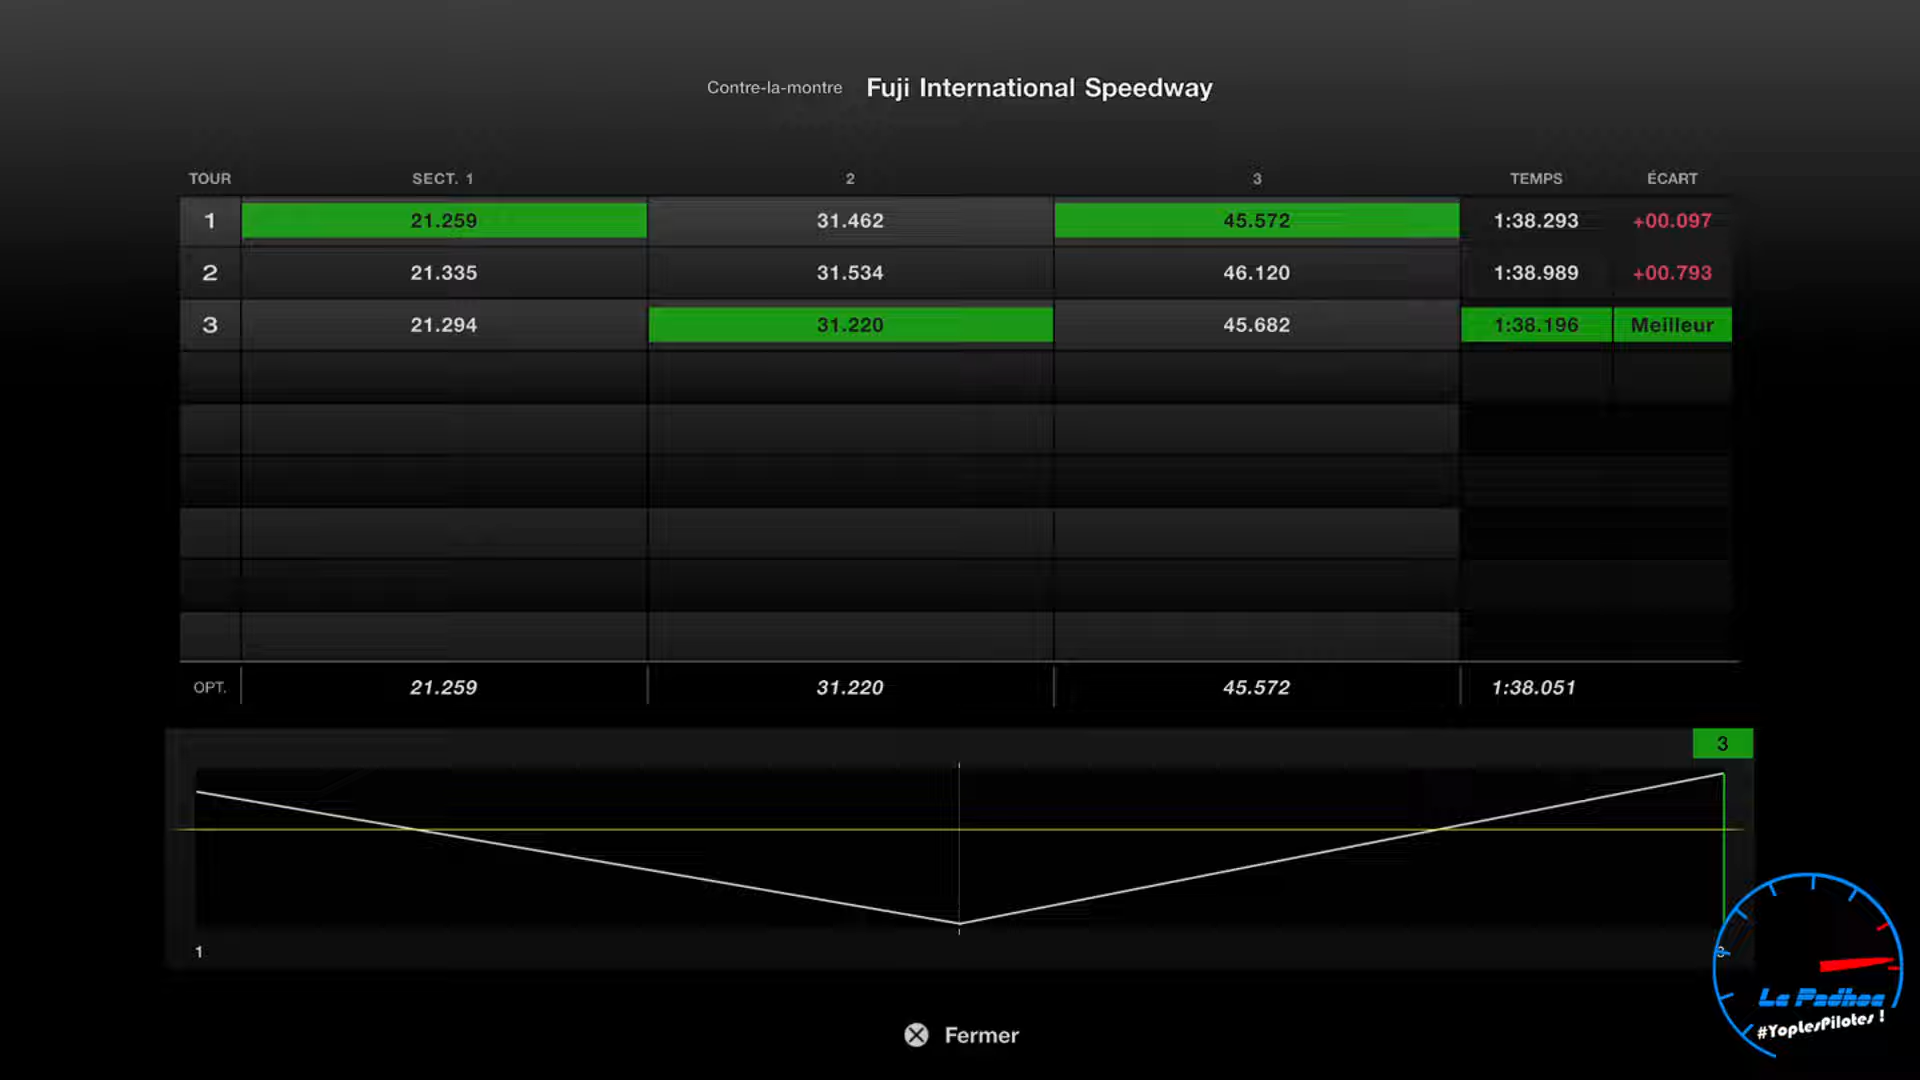 Contre-la-montre Fuji International Speedway
TOUR SECT. 1 2 3 TEMPS ÉCART
1 21.259 31.462 45.572 1:38.293 +00.097
2 21.335 31.534 46.120 1:38.989 +00.793
3 21.294 31.220 45.682 1:38.196 Meilleur
OPT. 21.259 31.220 45.572 1:38.051
3
1 3
Fermer
Le Padhoc
#YoplesPilotes !